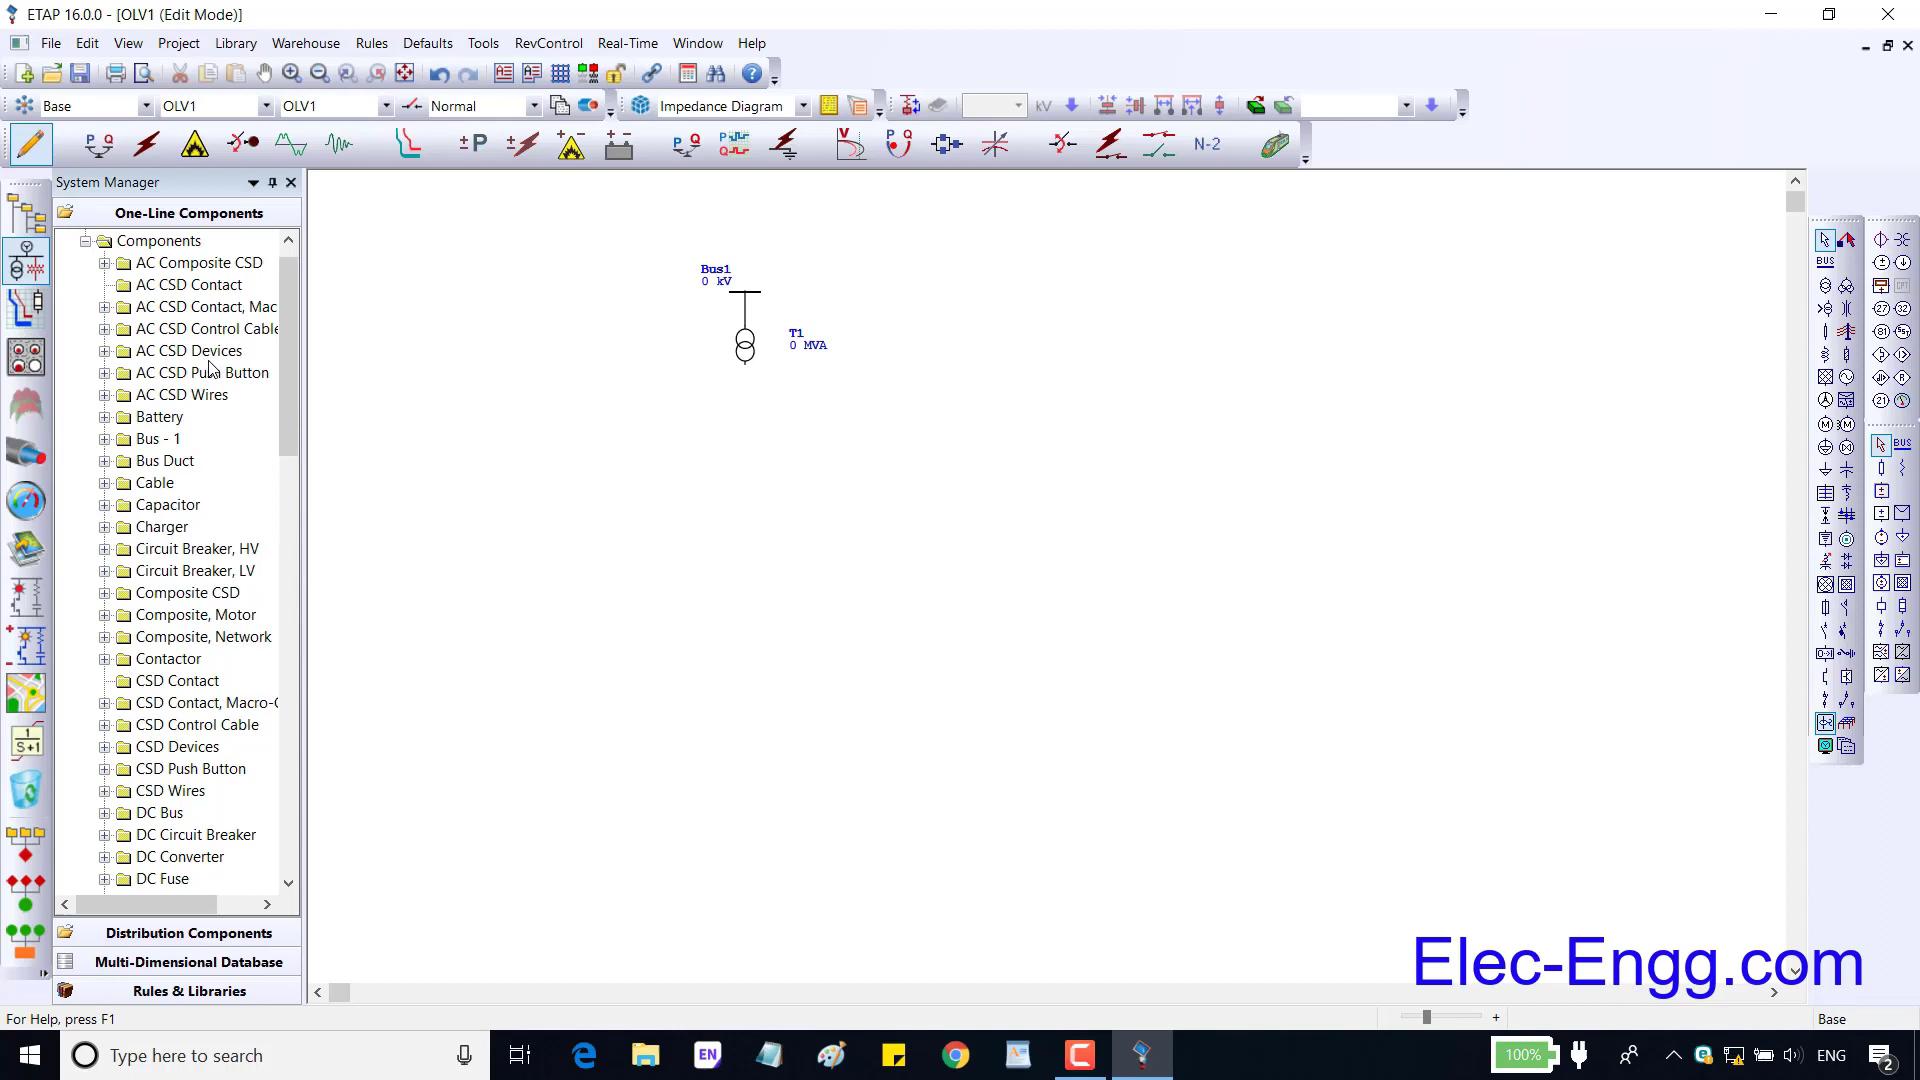 ETAP 16.0.0 - [OLV1 (Edit Mode)]
File Edit View Project Library Warehouse Rules Defaults Tools RevControl Real-Time Window Help
Base OLV1 OLV1 Normal Impedance Diagram kV
N-2
System Manager
One-Line Components
Components
AC Composite CSD
AC CSD Contact
AC CSD Contact, Mac
AC CSD Control Cable
AC CSD Devices
AC CSD Push Button
AC CSD Wires
Battery
Bus - 1
Bus Duct
Cable
Capacitor
Charger
Circuit Breaker, HV
Circuit Breaker, LV
Composite CSD
Composite, Motor
Composite, Network
Contactor
CSD Contact
CSD Contact, Macro-C
CSD Control Cable
CSD Devices
CSD Push Button
CSD Wires
DC Bus
DC Circuit Breaker
DC Converter
DC Fuse
Distribution Components
Multi-Dimensional Database
Rules & Libraries
Bus1
0 kV
T1
0 MVA
BUS
BUS
Elec-Engg.com
For Help, press F1
Base
Type here to search
EN
100%
ENG
2